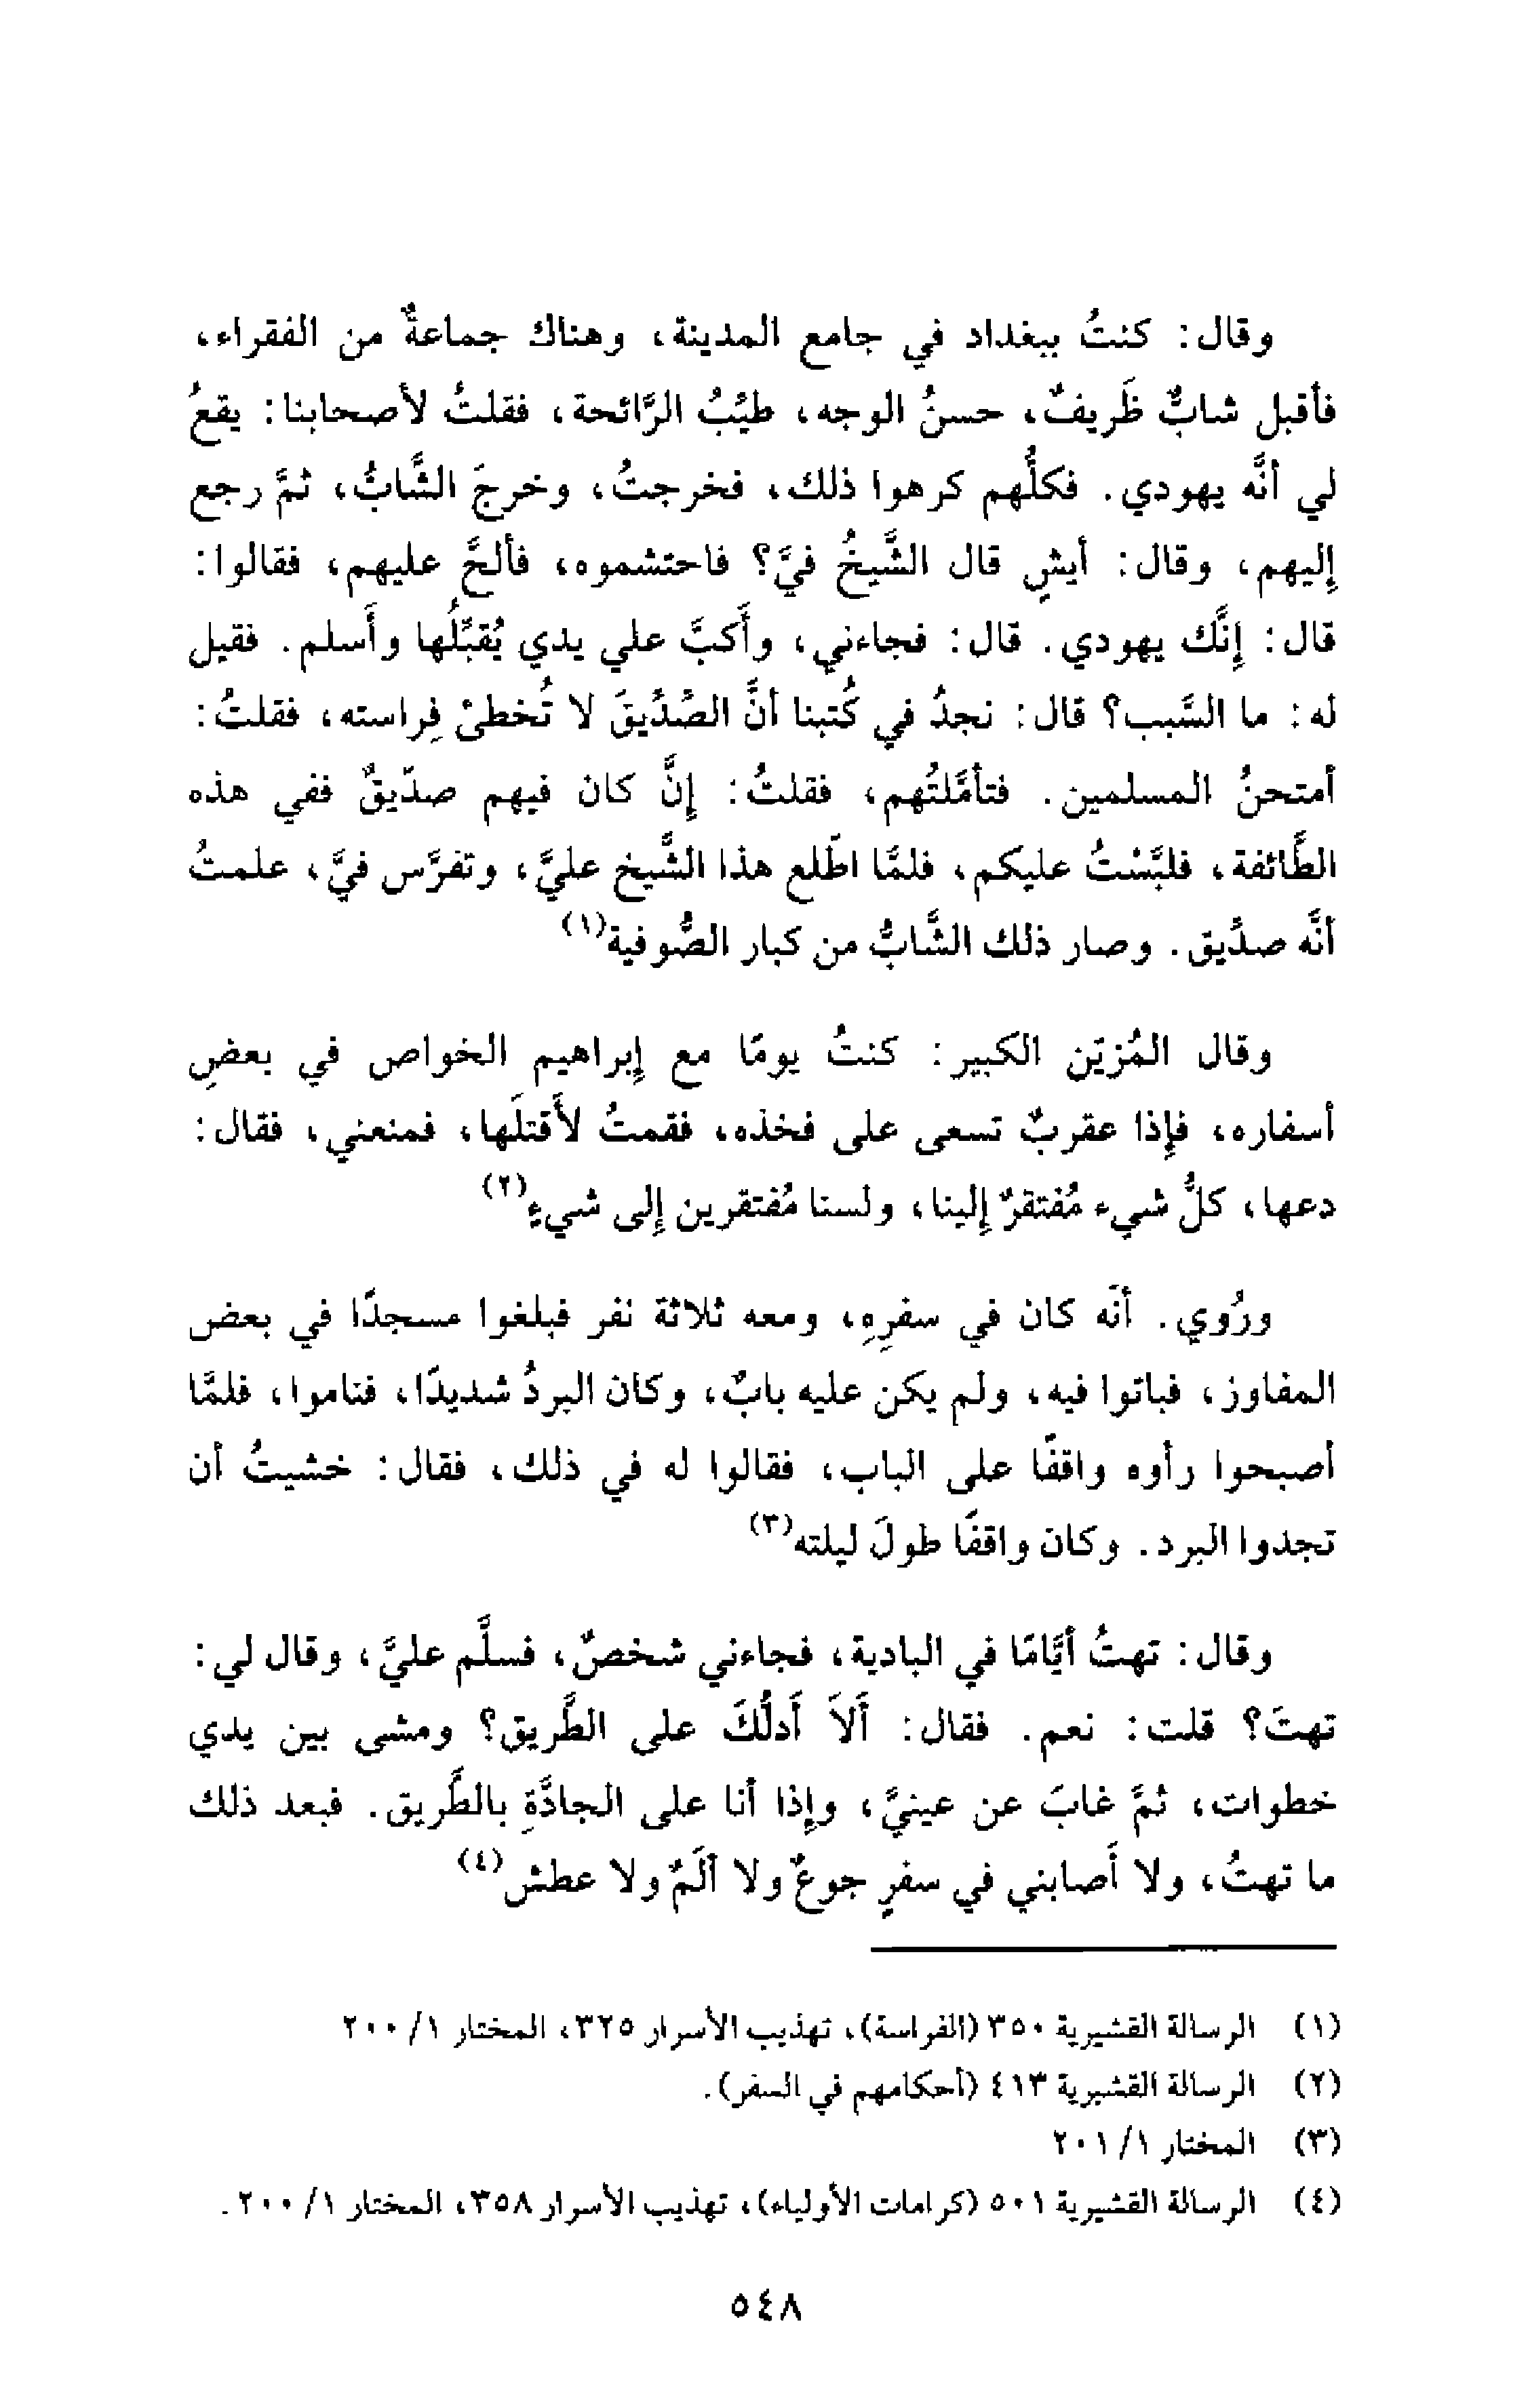 وقال: كنتُ ببغداد في جامع المدينة، وهناك جماعةٌ من الفقراء،
فأقبل شابٌّ ظَريفٌ، حسنُ الوجه، طيِّبُ الرَّائحة، فقلتُ لأصحابنا: يقعُ
لي أنَّه يهودي. فكلُّهم كرهوا ذلك، فخرجتُ، وخرجَ الشَّابُّ، ثمَّ رجع
إليهم، وقال: أيشٍ قال الشَّيخُ فيَّ؟ فاحتشموه، فألحَّ عليهم، فقالوا:
قال: إنَّك يهودي. قال: فجاءني، وأَكبَّ علي يدي يُقبِّلُها وأَسلم. فقيل
له: ما السَّبب؟ قال: نجدُ في كُتبنا أنَّ الصِّدِّيقَ لا تُخطئ فِراسته، فقلتُ:
أمتحنُ المسلمين. فتأمَّلتُهم، فقلتُ: إنَّ كان فيهم صدّيقٌ ففي هذه
الطَّائفة، فلبَّسْتُ عليكم، فلمَّا اطَّلع هذا الشَّيخ عليَّ، وتفرَّس فيَّ، علمتُ
أنَّه صدِّيق. وصار ذلك الشَّابُّ من كبار الصُّوفية(١)
وقال المُزيّن الكبير: كنتُ يومًا مع إبراهيم الخواص في بعضِ
أسفاره، فإذا عقربٌ تسعى على فخذه، فقمتُ لأَقتلَها، فمنعني، فقال:
دعها، كلُّ شيء مُفتقرٌ إلينا، ولسنا مُفتقرين إلى شيءٍ(٢)
ورُوي. أنَه كان في سفرِهِ، ومعه ثلاثة نفر فبلغوا مسجدًا في بعض
المفاوز، فباتوا فيه، ولم يكن عليه بابٌ، وكان البردُ شديدًا، فناموا، فلمَّا
أصبحوا رأوه واقفًا على الباب، فقالوا له في ذلك، فقال: خشيتُ أن
تجدوا البرد. وكان واقفًا طولَ ليلته(٣)
وقال: تهتُ أيَّامًا في البادية، فجاءني شخصٌ، فسلَّم عليَّ، وقال لي:
تهتَ؟ قلت: نعم. فقال: أَلاَ أَدلُّكَ على الطَّريق؟ ومشى بين يدي
خطوات، ثمَّ غابَ عن عينيَّ، وإذا أنا على الجادَّةِ بالطَّريق. فبعد ذلك
ما تهتُ، ولا أَصابني في سفرٍ جوعٌ ولا ألَمٌ ولا عطش(٤)
(١) الرسالة القشيرية ٣٥٠ (الفراسة)، تهذيب الأسرار ٣٢٥، المختار ١/ ٢٠٠
(٢) الرسالة القشيرية ٤١٣ (أحكامهم في السفر).
(٣) المختار ١/ ٢٠١
(٤) الرسالة القشيرية ٥٠١ (كرامات الأولياء)، تهذيب الأسرار ٣٥٨، المختار ١/ ٢٠٠.
٥٤٨